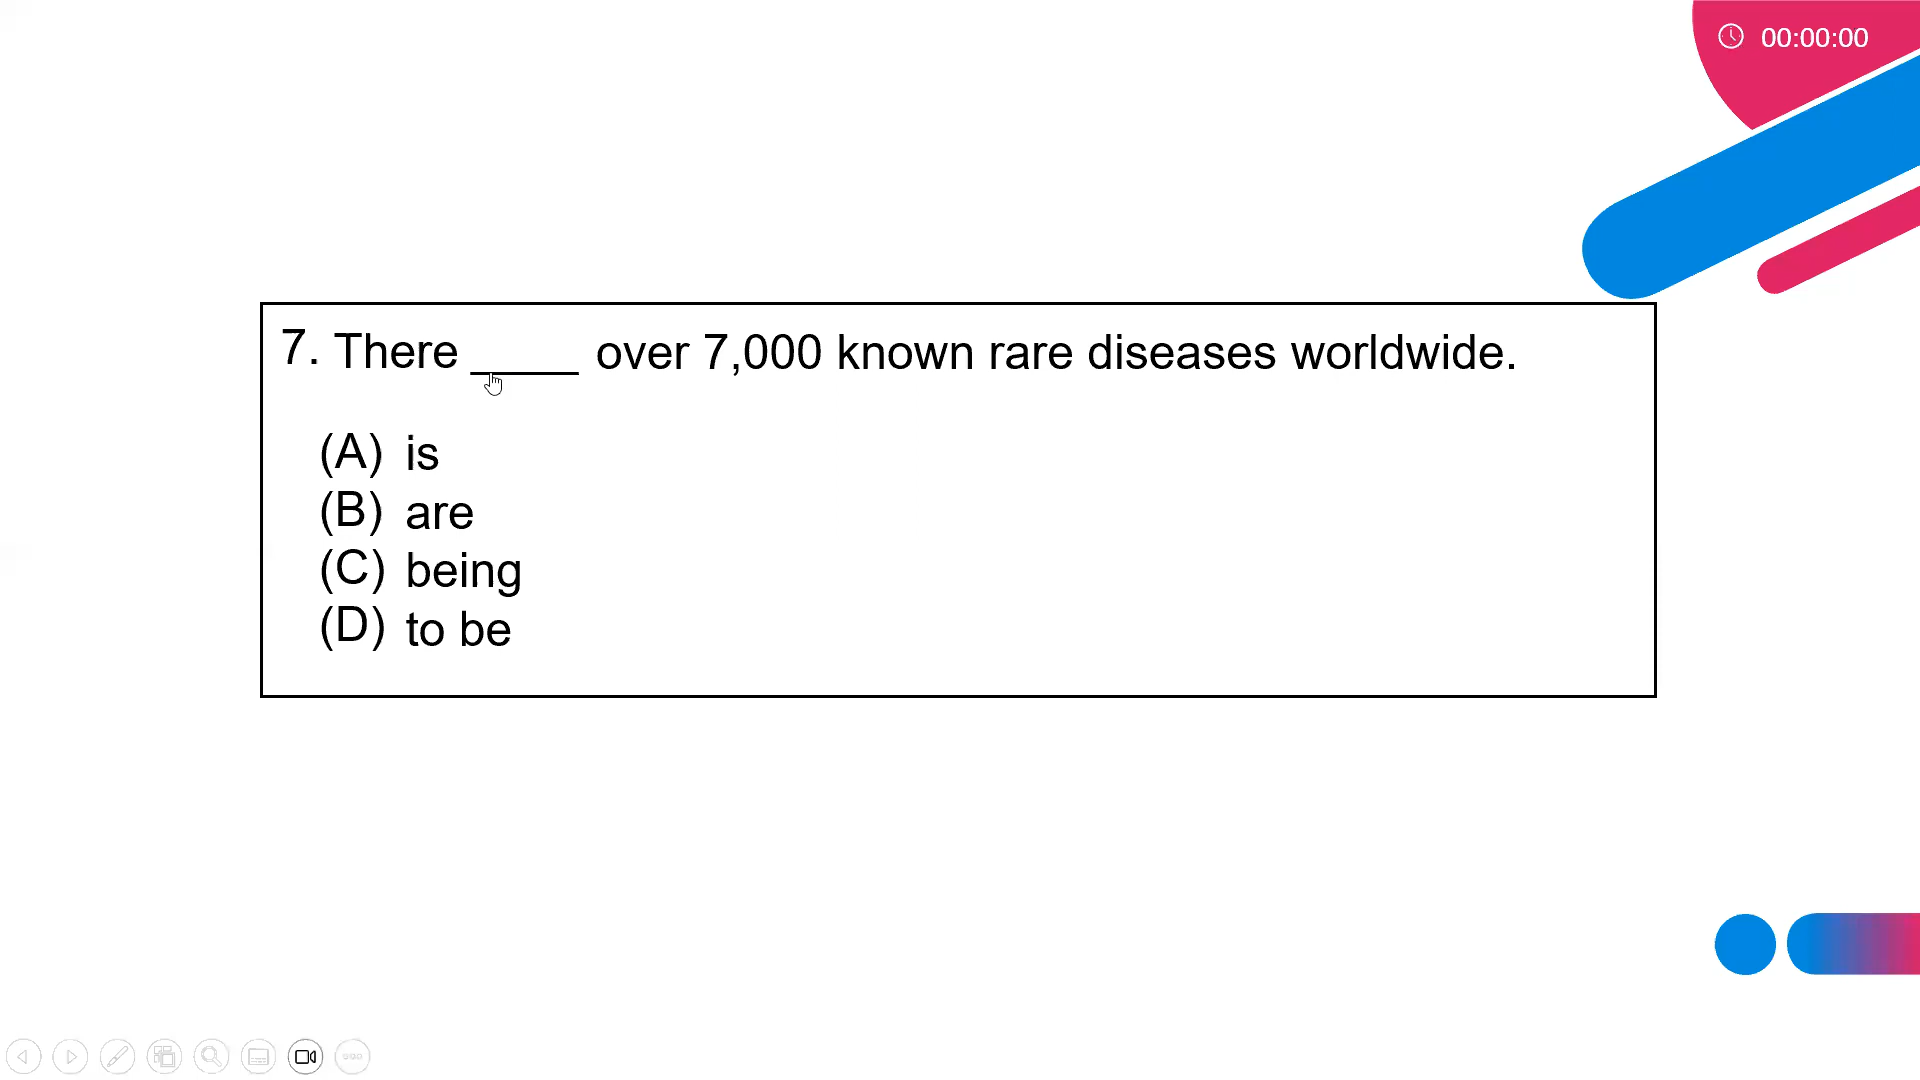 00:00:00
7. There ____ over 7,000 known rare diseases worldwide.
(A) is
(B) are
(C) being
(D) to be